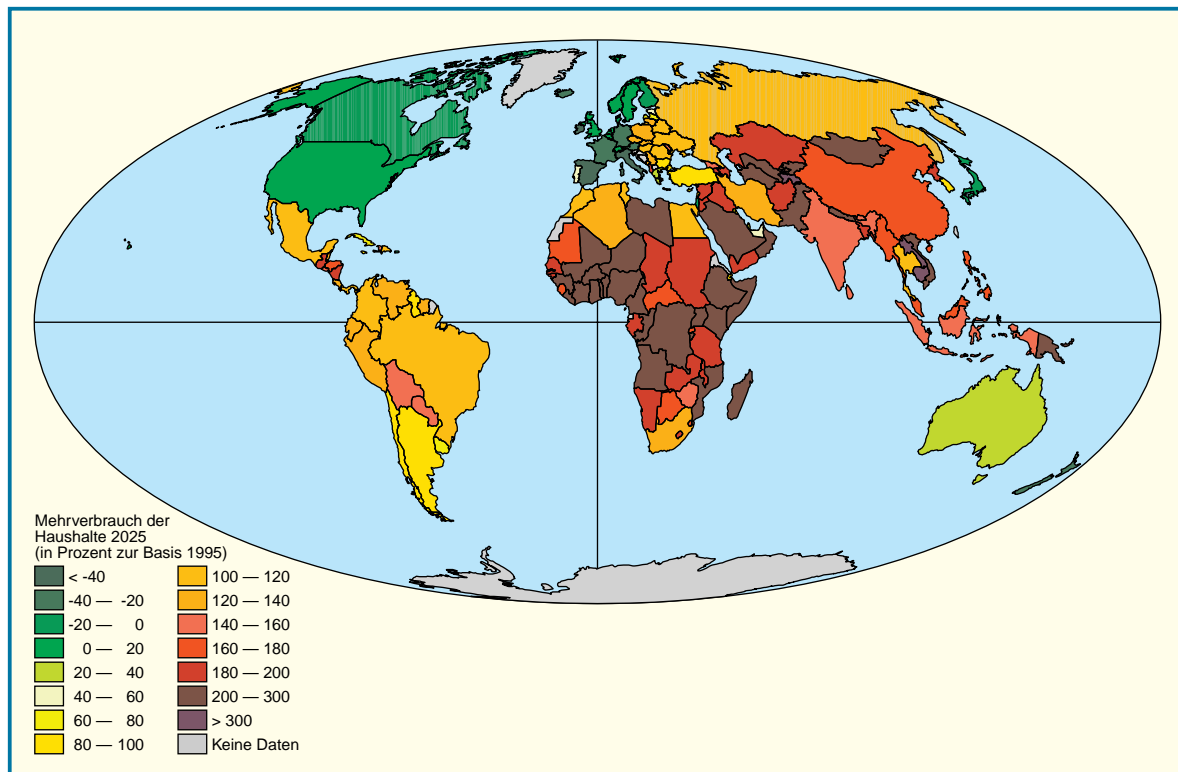 Mehrverbrauch der
Haushalte 2025
(in Prozent zur Basis 1995)
< -40
-40 — -20
-20 — 0
0 — 20
20 — 40
40 — 60
60 — 80
80 — 100
100 — 120
120 — 140
140 — 160
160 — 180
180 — 200
200 — 300
> 300
Keine Daten